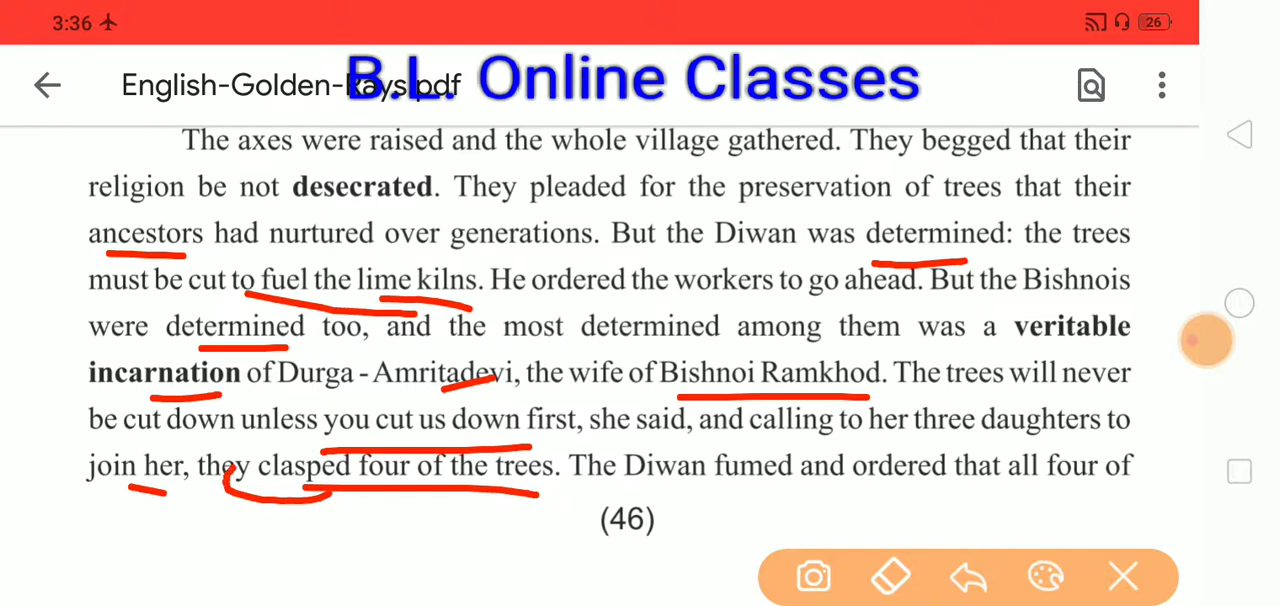 3:36
26
English-Golden-Rays.pdf
B.L. Online Classes
The axes were raised and the whole village gathered. They begged that their
religion be not desecrated. They pleaded for the preservation of trees that their
ancestors had nurtured over generations. But the Diwan was determined: the trees
must be cut to fuel the lime kilns. He ordered the workers to go ahead. But the Bishnois
were determined too, and the most determined among them was a veritable
incarnation of Durga - Amritadevi, the wife of Bishnoi Ramkhod. The trees will never
be cut down unless you cut us down first, she said, and calling to her three daughters to
join her, they clasped four of the trees. The Diwan fumed and ordered that all four of
(46)